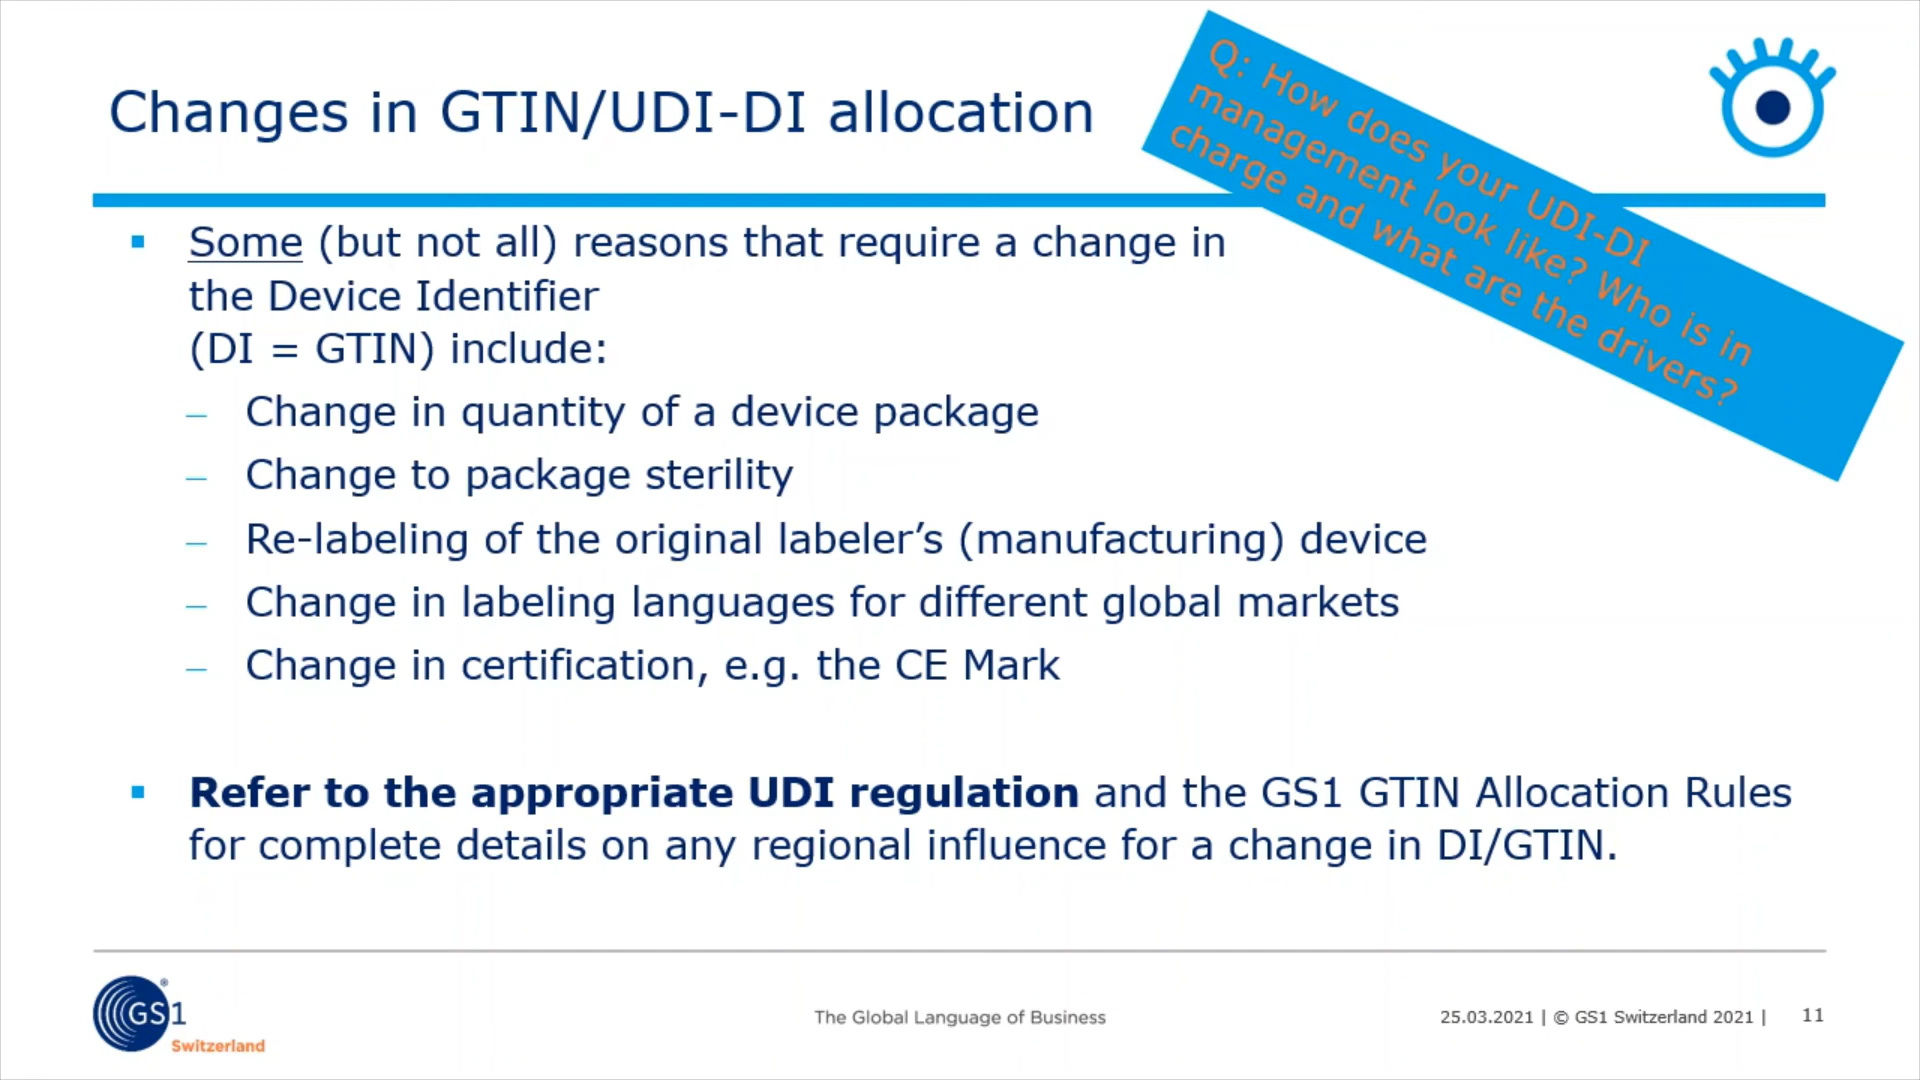 Changes in GTIN/UDI-DI allocation
Q: How does your UDI-DI
management look like? Who is in
charge and what are the drivers?
▪ Some (but not all) reasons that require a change in
the Device Identifier
(DI = GTIN) include:
– Change in quantity of a device package
– Change to package sterility
– Re-labeling of the original labeler’s (manufacturing) device
– Change in labeling languages for different global markets
– Change in certification, e.g. the CE Mark
▪ Refer to the appropriate UDI regulation and the GS1 GTIN Allocation Rules
for complete details on any regional influence for a change in DI/GTIN.
GS1 ®
Switzerland
The Global Language of Business
25.03.2021 | © GS1 Switzerland 2021 | 11